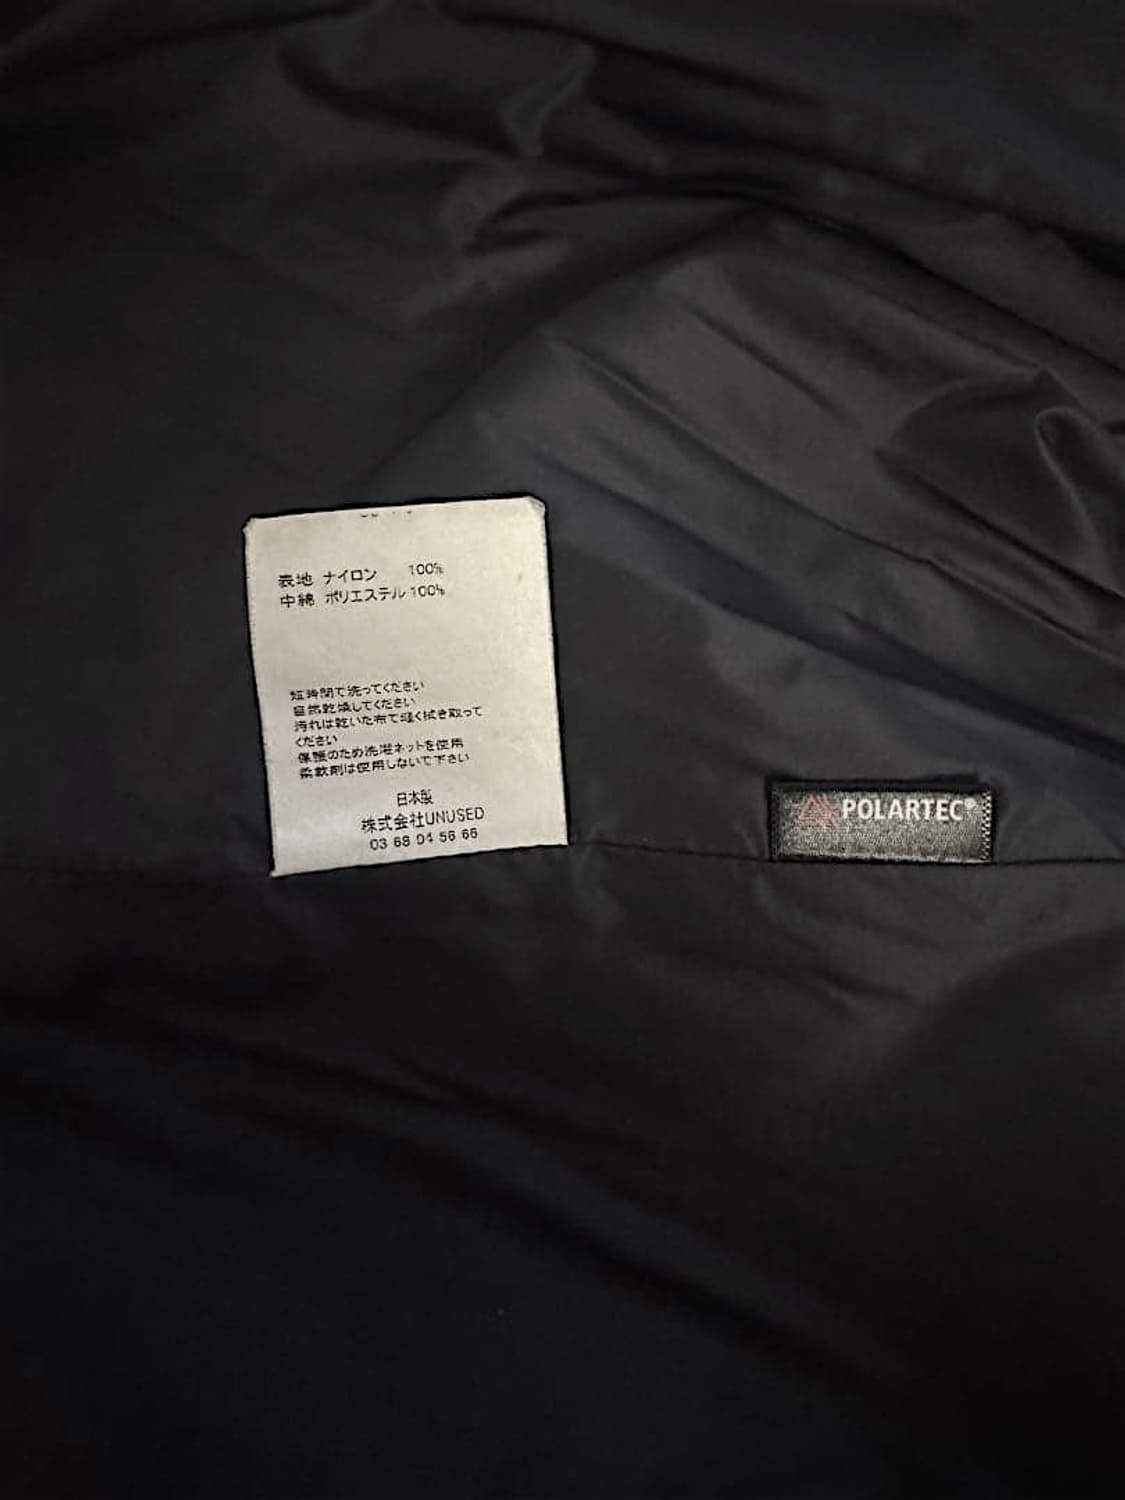 表地 ナイロン 100%
中綿 ポリエステル 100%
短時間で洗ってください
自然乾燥してください
汚れは乾いた布で軽く拭き取って
ください
保護のため洗濯ネットを使用
柔軟剤は使用しないで下さい
日本製
株式会社UNUSED
03 68 04 56 66
POLARTEC®